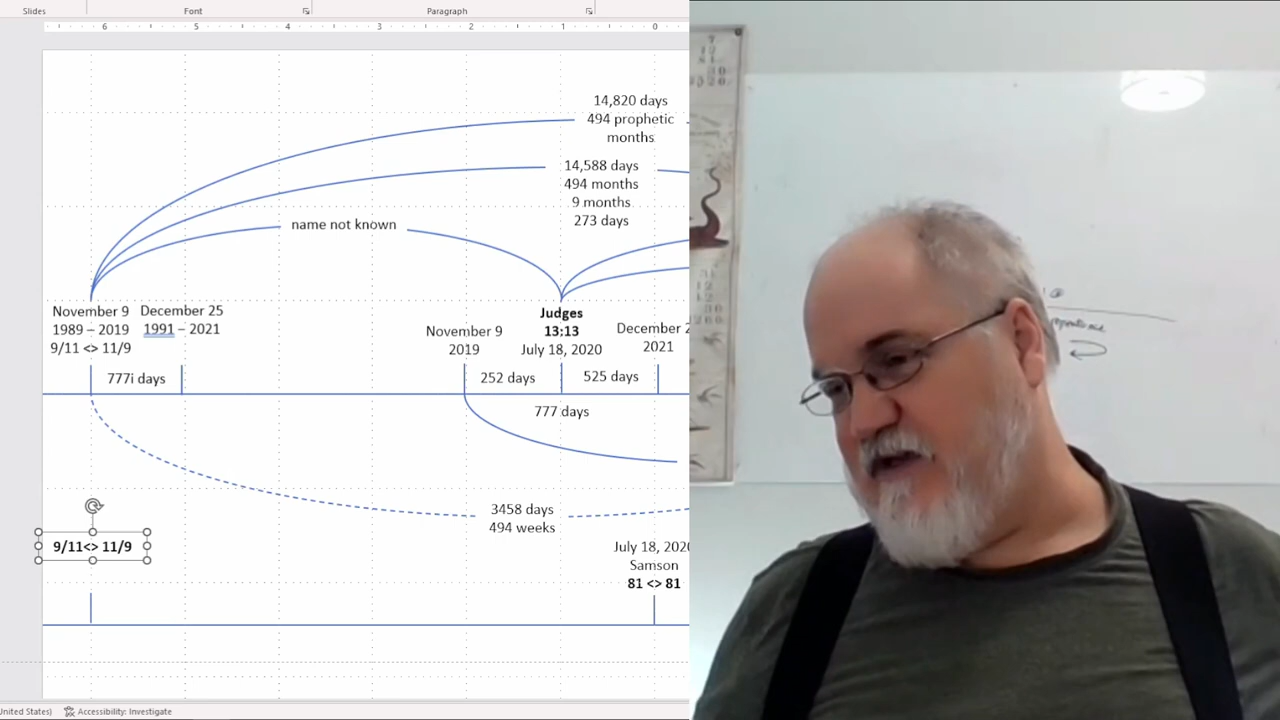 Slides
Font
Paragraph
6 5 4 3 2 1 0
14,820 days
494 prophetic
months
14,588 days
494 months
9 months
273 days
name not known
November 9
1989 – 2019
9/11 <> 11/9
December 25
1991 – 2021
November 9
2019
Judges
13:13
July 18, 2020
December 2
2021
777i days
252 days
525 days
777 days
3458 days
494 weeks
9/11<> 11/9
July 18, 2020
Samson
81 <> 81
United States)
Accessibility: Investigate